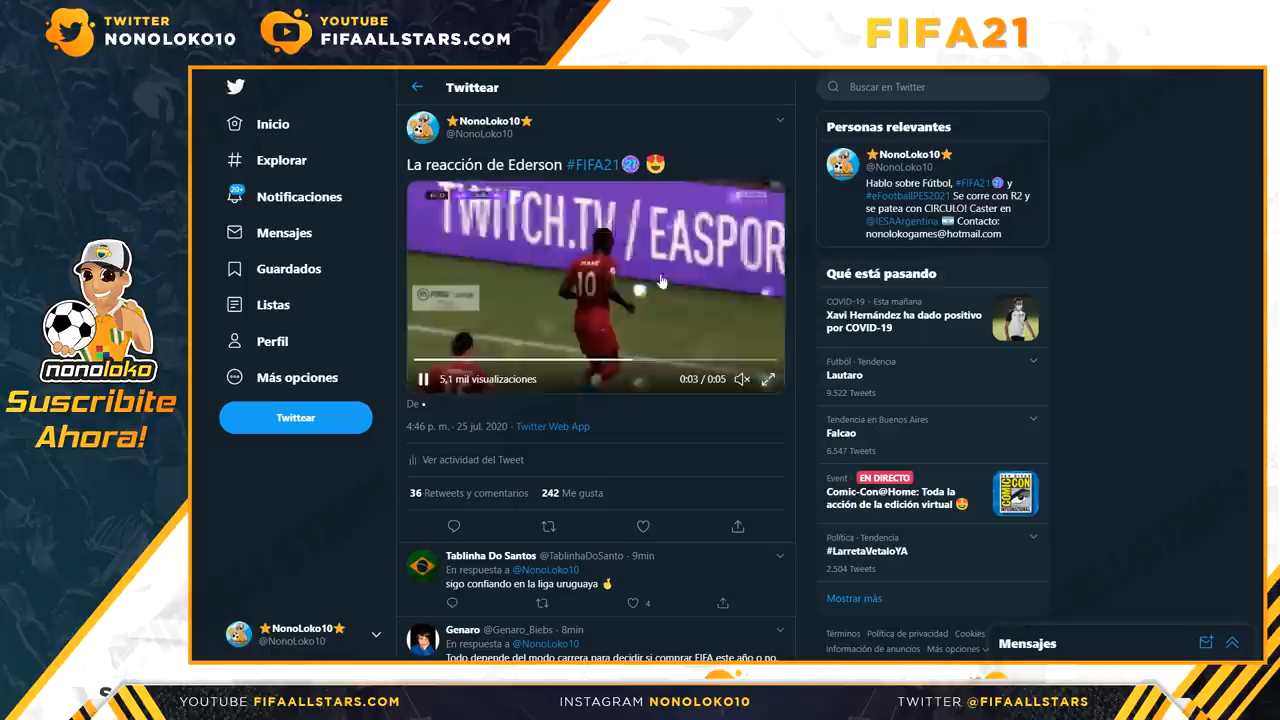 TWITTER
NONOLOKO10
YOUTUBE
FIFAALLSTARS.COM
FIFA21
Inicio
Explorar
20+
Notificaciones
Mensajes
Guardados
Listas
Perfil
Más opciones
Twittear
⭐NonoLoko10⭐
@NonoLoko10
nonoloko
Suscribite
Ahora!
Twittear
⭐NonoLoko10⭐
@NonoLoko10
La reacción de Ederson #FIFA21 😍
TWITCH.TV / EASPOR
MANÉ
10
5,1 mil visualizaciones
0:03 / 0:05
De •
4:46 p. m. · 25 jul. 2020 · Twitter Web App
Ver actividad del Tweet
36 Retweets y comentarios 242 Me gusta
Tablinha Do Santos @TablinhaDoSanto · 9min
En respuesta a @NonoLoko10
sigo confiando en la liga uruguaya 🤞
4
Genaro @Genaro_Biebs · 8min
En respuesta a @NonoLoko10
Todo depende del modo carrera para decidir si comprar FIFA este año o no.
Buscar en Twitter
Personas relevantes
⭐NonoLoko10⭐
@NonoLoko10
Hablo sobre Fútbol, #FIFA21 y
#eFootballPES2021 Se corre con R2 y
se patea con CIRCULO! Caster en
@IESAArgentina 🇦🇷 Contacto:
nonolokogames@hotmail.com
Qué está pasando
COVID-19 · Esta mañana
Xavi Hernández ha dado positivo
por COVID-19
Futból · Tendencia
Lautaro
9.522 Tweets
Tendencia en Buenos Aires
Falcao
6.547 Tweets
Event · EN DIRECTO
Comic-Con@Home: Toda la
acción de la edición virtual 🤩
COMIC CON
Política · Tendencia
#LarretaVetaloYA
2.504 Tweets
Mostrar más
Términos Política de privacidad Cookies
Información de anuncios Más opciones
Mensajes
YOUTUBE FIFAALLSTARS.COM
INSTAGRAM NONOLOKO10
TWITTER @FIFAALLSTARS